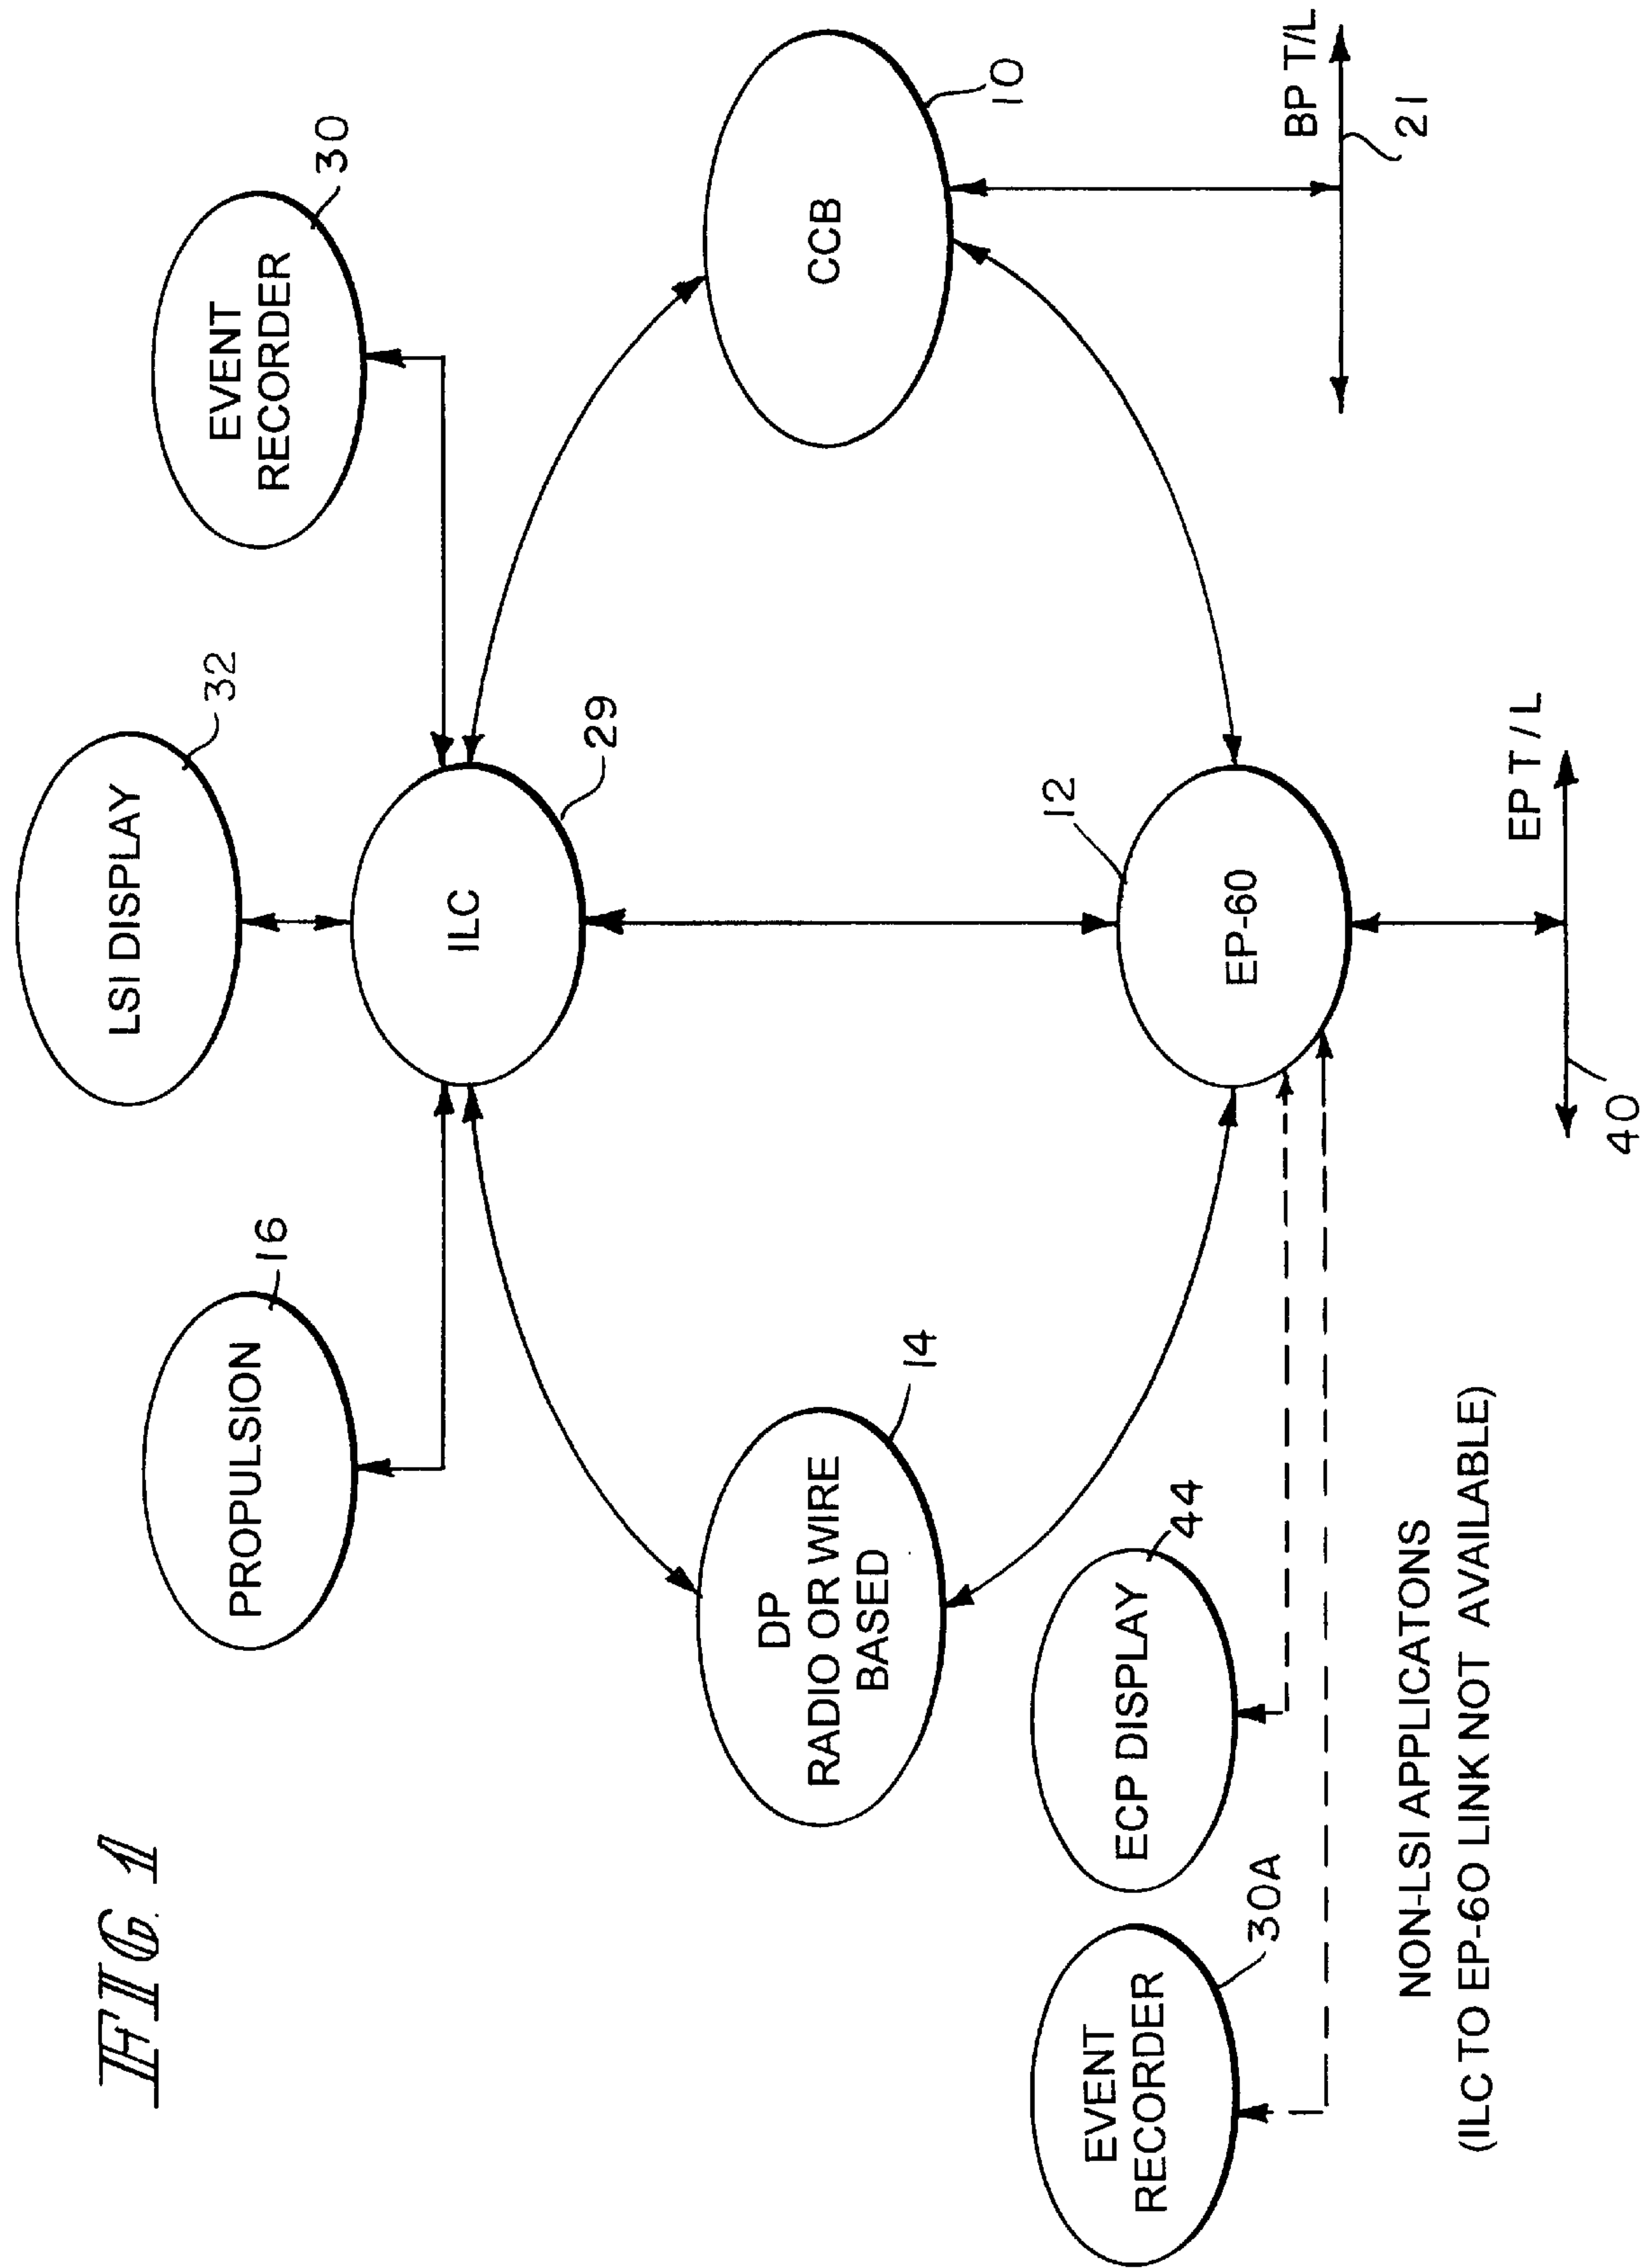 FIG. 1
LSI DISPLAY
32
PROPULSION
16
EVENT
RECORDER
30
ILC
29
DP
RADIO OR WIRE
BASED
14
CCB
10
EVENT
RECORDER
30A
ECP DISPLAY
44
EP-60
12
BP T/L
21
EP T/L
40
NON-LSI APPLICATONS
(ILC TO EP-60 LINK NOT AVAILABLE)